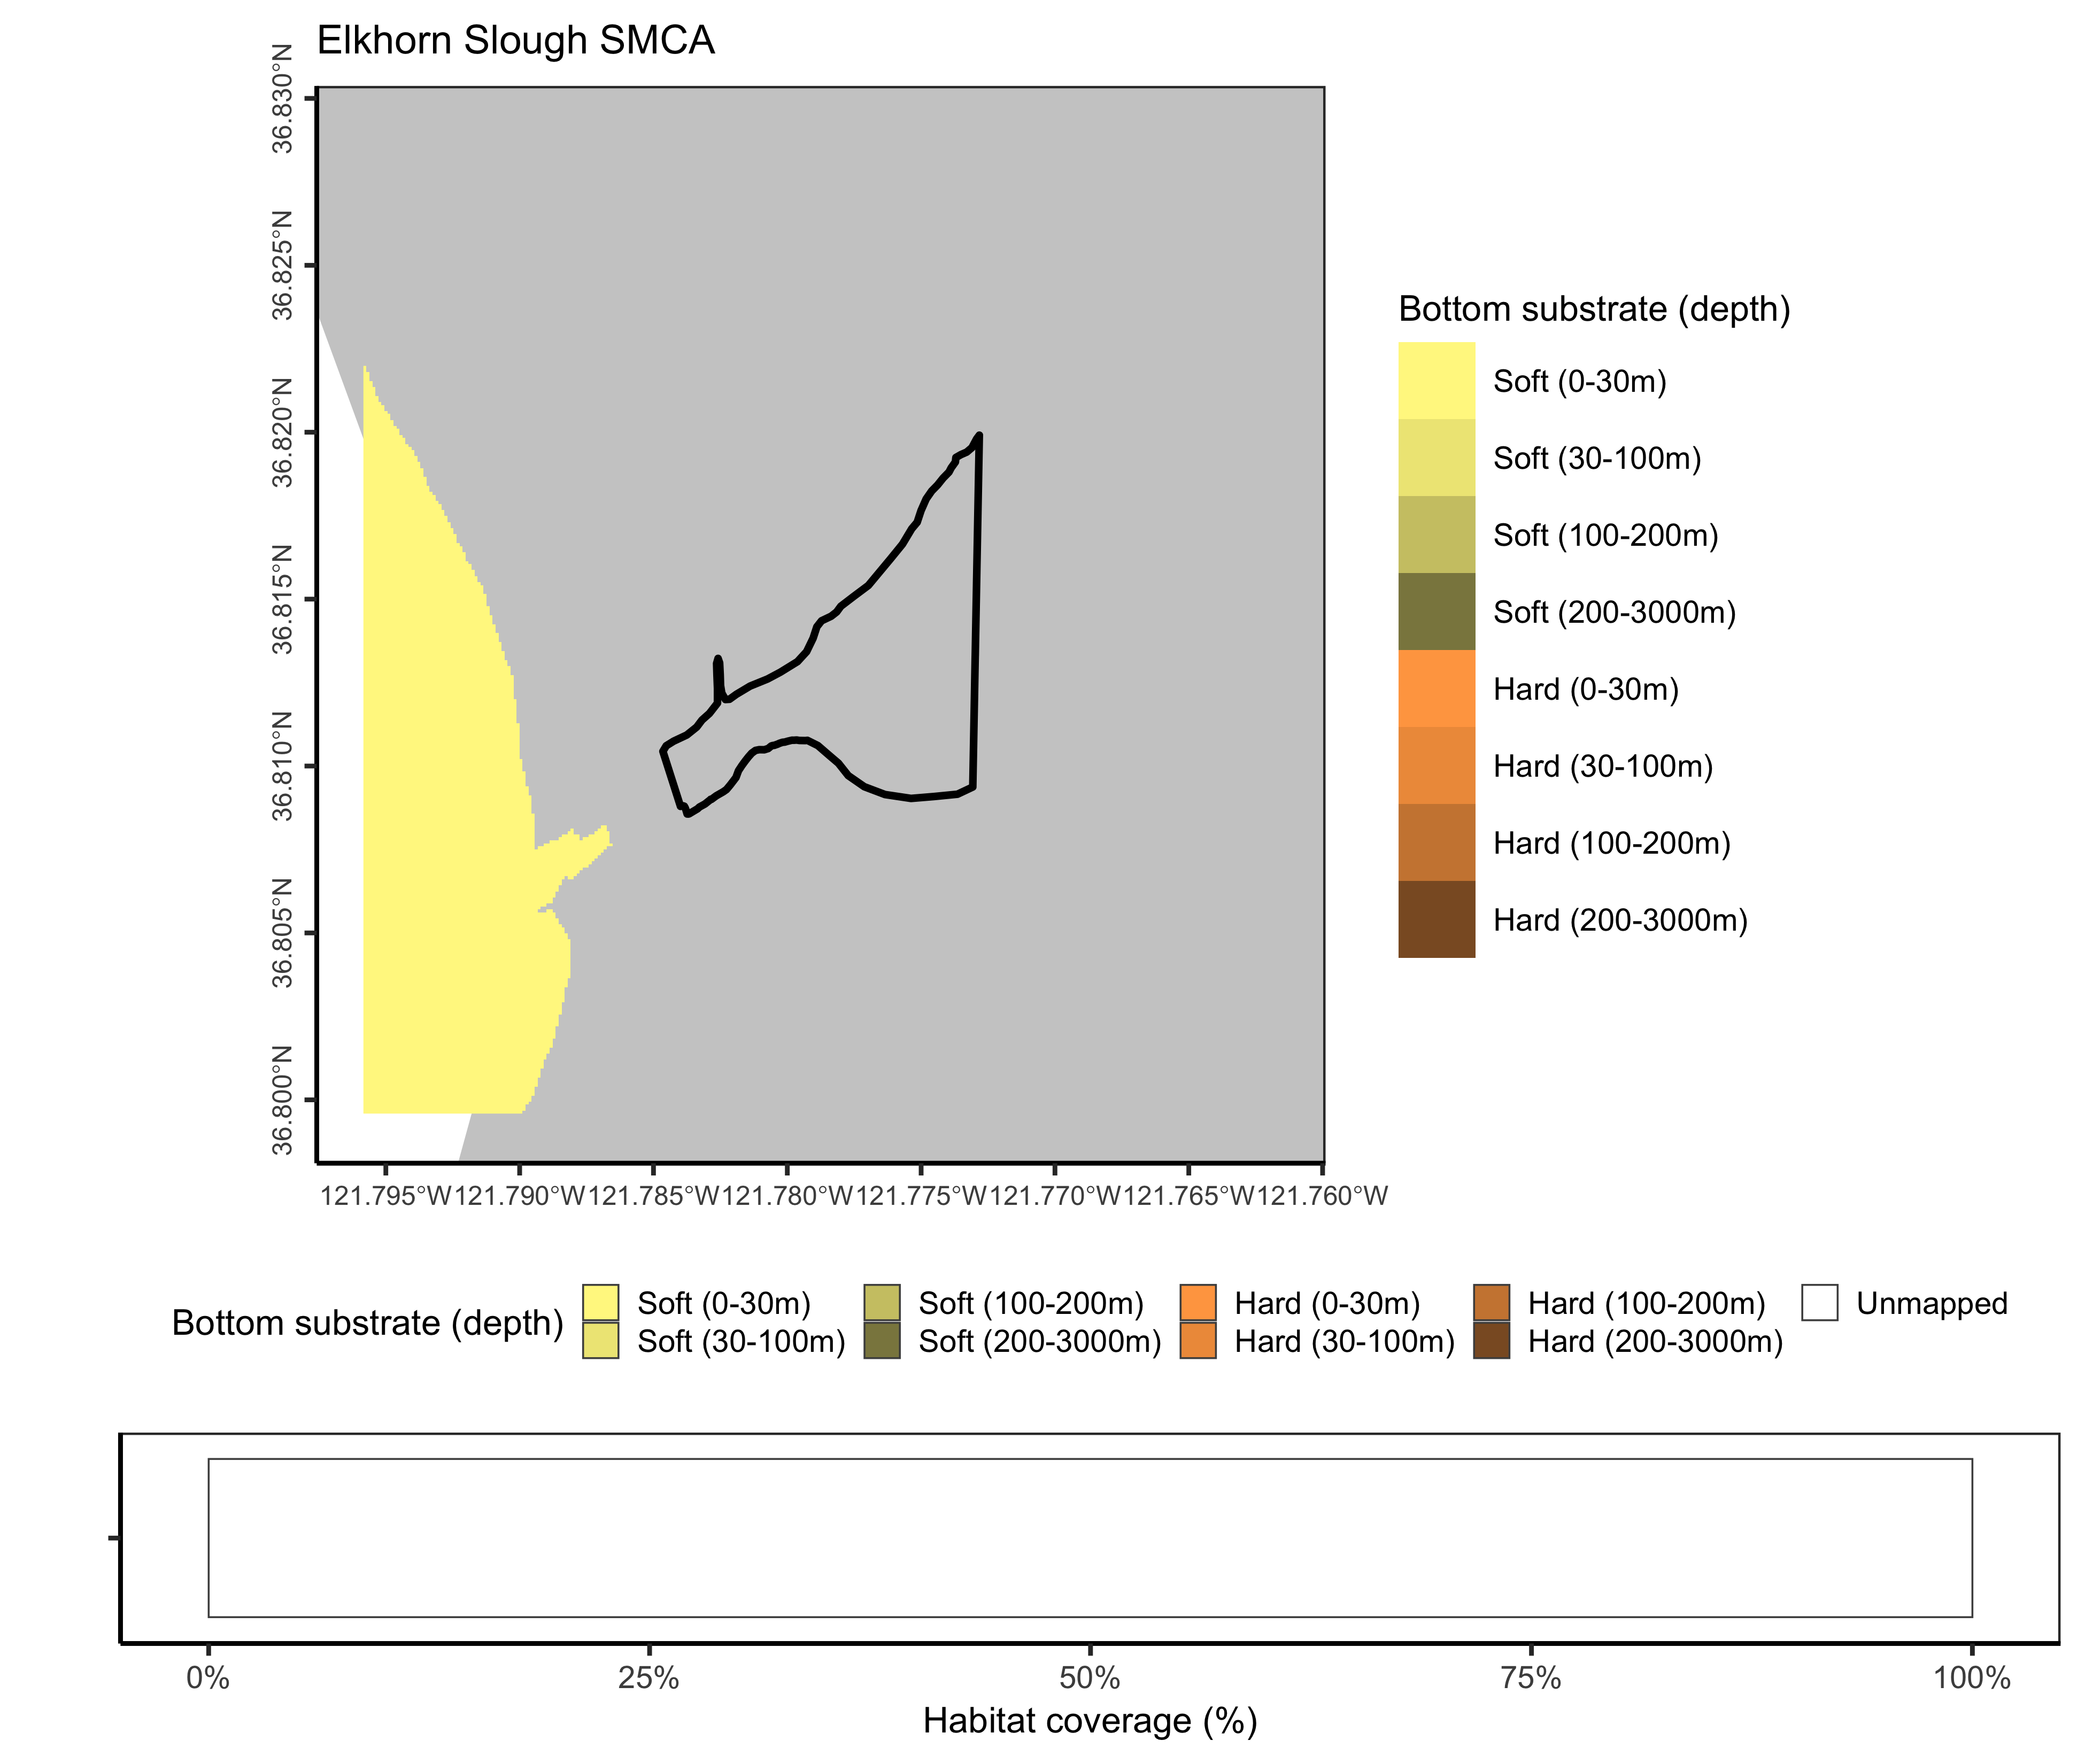 Elkhorn Slough SMCA
36.830°N
36.825°N
36.820°N
36.815°N
36.810°N
36.805°N
36.800°N
121.795°W 121.790°W 121.785°W 121.780°W 121.775°W 121.770°W 121.765°W 121.760°W
Bottom substrate (depth)
Soft (0-30m)
Soft (30-100m)
Soft (100-200m)
Soft (200-3000m)
Hard (0-30m)
Hard (30-100m)
Hard (100-200m)
Hard (200-3000m)
Bottom substrate (depth)
Soft (0-30m) Soft (100-200m) Hard (0-30m) Hard (100-200m) Unmapped
Soft (30-100m) Soft (200-3000m) Hard (30-100m) Hard (200-3000m)
0% 25% 50% 75% 100%
Habitat coverage (%)